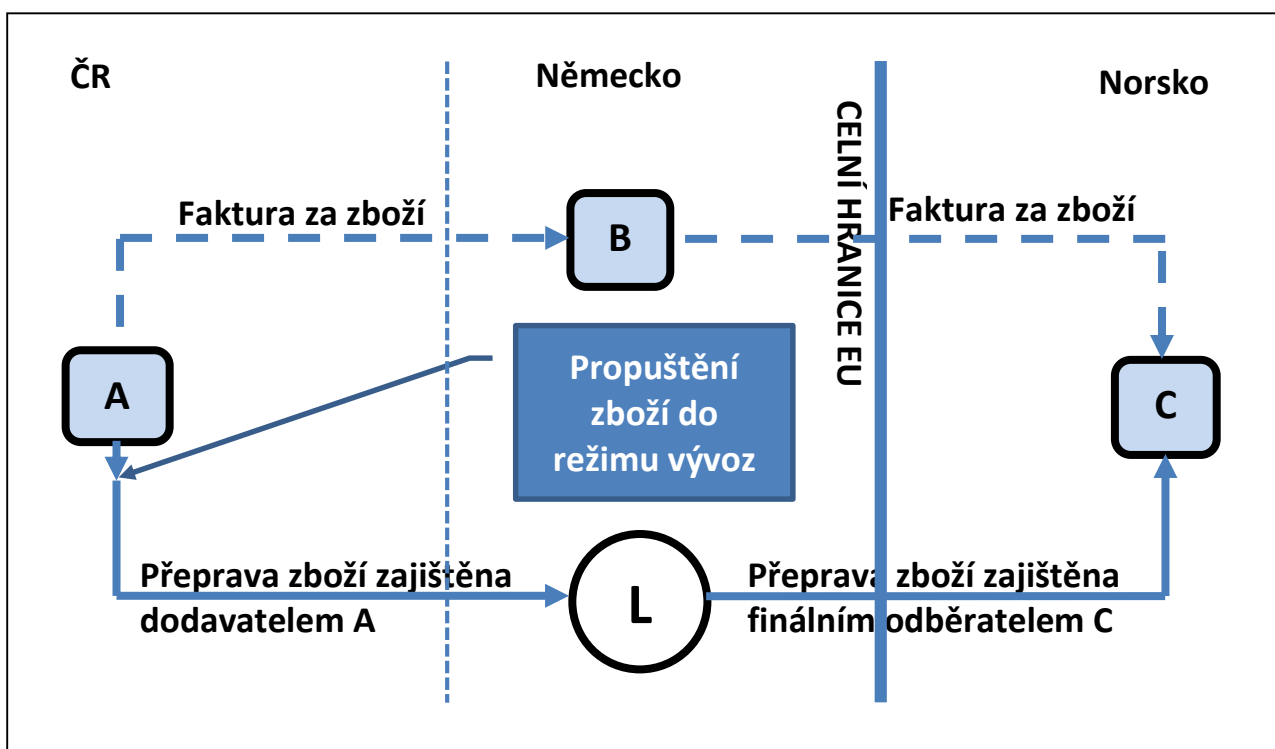 ČR
Německo
Norsko
CELNÍ HRANICE EU
Faktura za zboží
Faktura za zboží
B
A
Propuštění
zboží do
režimu vývoz
C
Přeprava zboží zajištěna
dodavatelem A
L
Přeprava zboží zajištěna
finálním odběratelem C